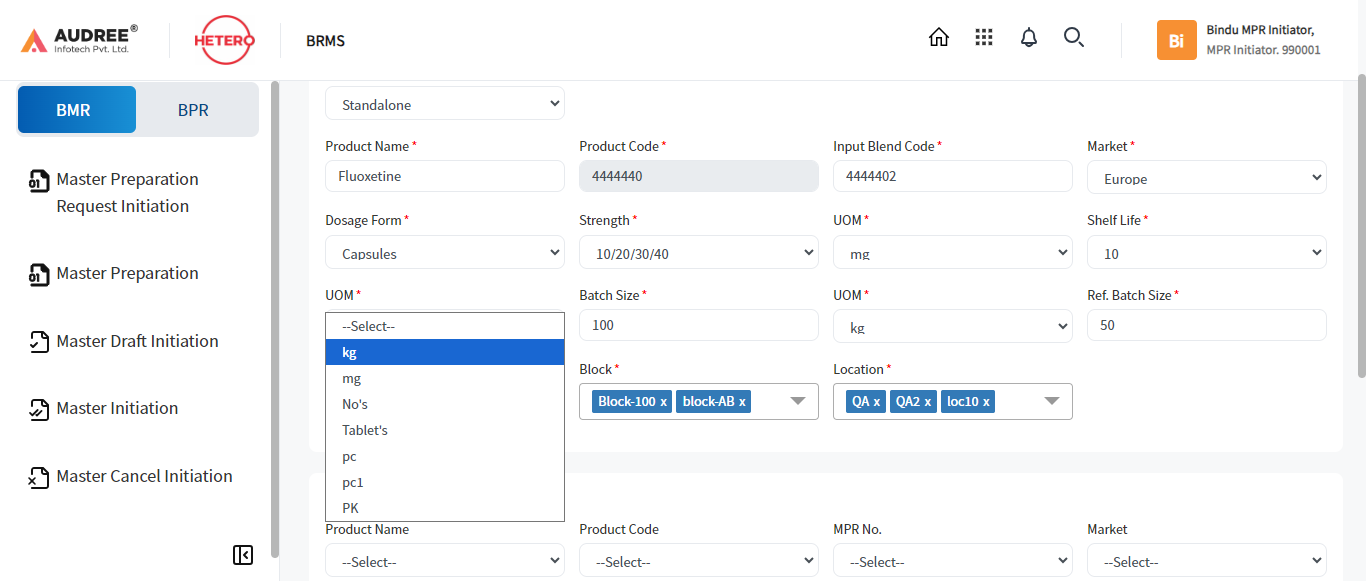 AUDREE®
Infotech Pvt. Ltd.
HETERO
BRMS
Bi
Bindu MPR Initiator,
MPR Initiator. 990001
BMR
BPR
Master Preparation
Request Initiation
Master Preparation
Master Draft Initiation
Master Initiation
Master Cancel Initiation
Standalone
Product Name *
Product Code *
Input Blend Code *
Market *
Fluoxetine
4444440
4444402
Europe
Dosage Form *
Strength *
UOM *
Shelf Life *
Capsules
10/20/30/40
mg
10
UOM *
Batch Size *
UOM *
Ref. Batch Size *
100
kg
50
--Select--
kg
mg
No's
Tablet's
pc
pc1
PK
Block *
Location *
Block-100 x block-AB x
QA x QA2 x loc10 x
Product Name
Product Code
MPR No.
Market
--Select--
--Select--
--Select--
--Select--